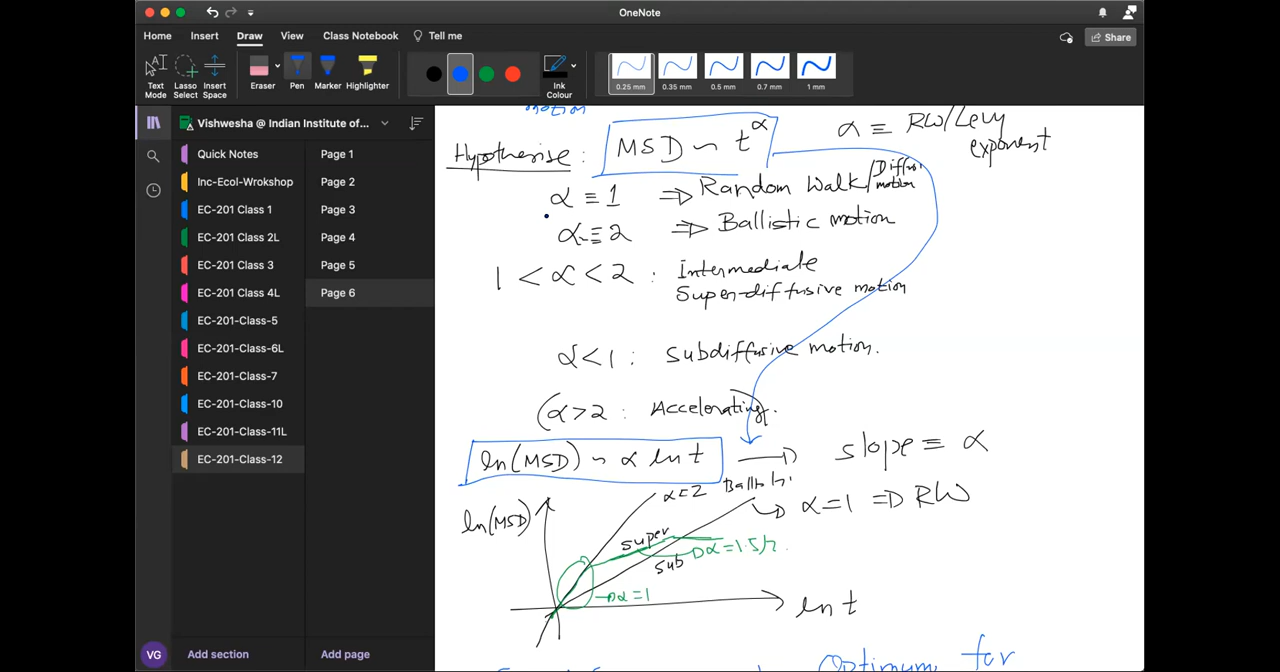 OneNote
Home Insert Draw View Class Notebook Tell me
Share
Text Mode
Lasso Select
Insert Space
Eraser
Pen
Marker
Highlighter
Ink Colour
0.25 mm
0.35 mm
0.5 mm
0.7 mm
1 mm
Vishwesha @ Indian Institute of...
Quick Notes
Inc-Ecol-Wrokshop
EC-201 Class 1
EC-201 Class 2L
EC-201 Class 3
EC-201 Class 4L
EC-201-Class-5
EC-201-Class-6L
EC-201-Class-7
EC-201-Class-10
EC-201-Class-11L
EC-201-Class-12
VG
Add section
Page 1
Page 2
Page 3
Page 4
Page 5
Page 6
Add page
motion
Hypothesise : MSD ~ t^α
α ≡ RW/Levy
exponent
α ≡ 1 ⇒ Random Walk/
motion
α ≡ 2 ⇒ Ballistic motion
1 < α < 2 : Intermediate
Super-diffusive motion
α < 1 : Subdiffusive motion.
(α > 2 : Accelerating).
ln(MSD) ~ α ln t → slope ≡ α
α = 2
α = 1 ⇒ RW
ln(MSD)
super
sub
α = 1
ln t
Optimum for